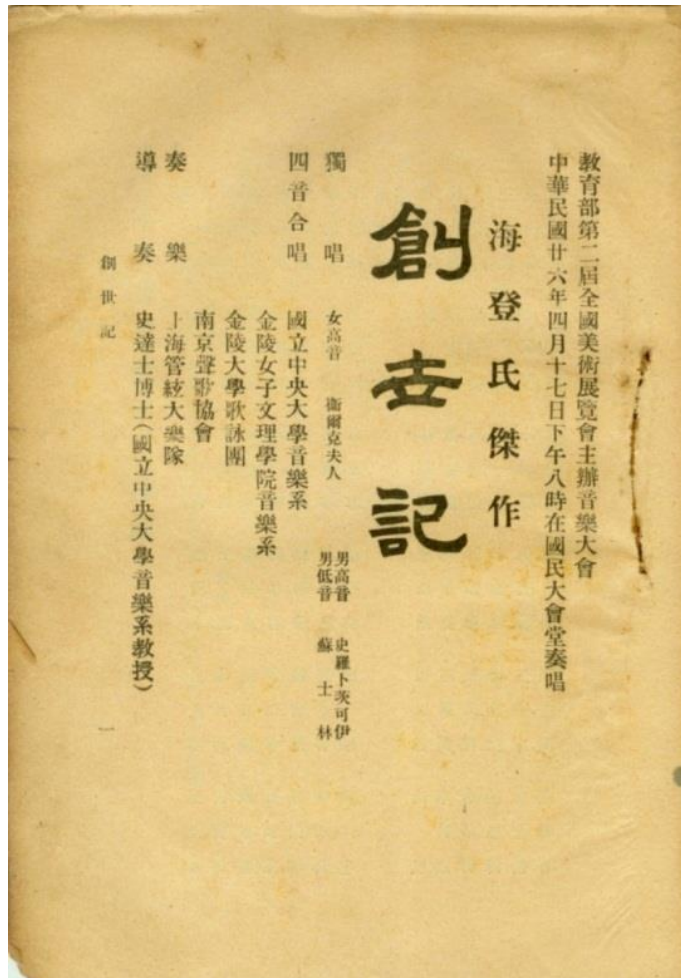 教育部第二屆全國美術展覽會主辦音樂大會
中華民國廿六年四月十七日下午八時在國民大會堂奏唱
海登氏傑作
創世記
獨唱 女高音 衞爾克夫人 男高音 史羅卜茨可伊
男低音 蘇士林
四音合唱 國立中央大學音樂系
金陵女子文理學院音樂系
金陵大學歌詠團
南京聲歌協會
奏樂 上海管絃大樂隊
導奏 史達士博士(國立中央大學音樂系教授)
創世記
一